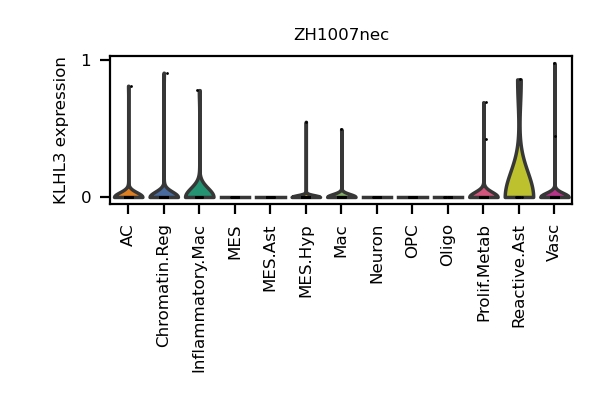 ZH1007nec
KLHL3 expression
1
0
AC
Chromatin.Reg
Inflammatory.Mac
MES
MES.Ast
MES.Hyp
Mac
Neuron
OPC
Oligo
Prolif.Metab
Reactive.Ast
Vasc